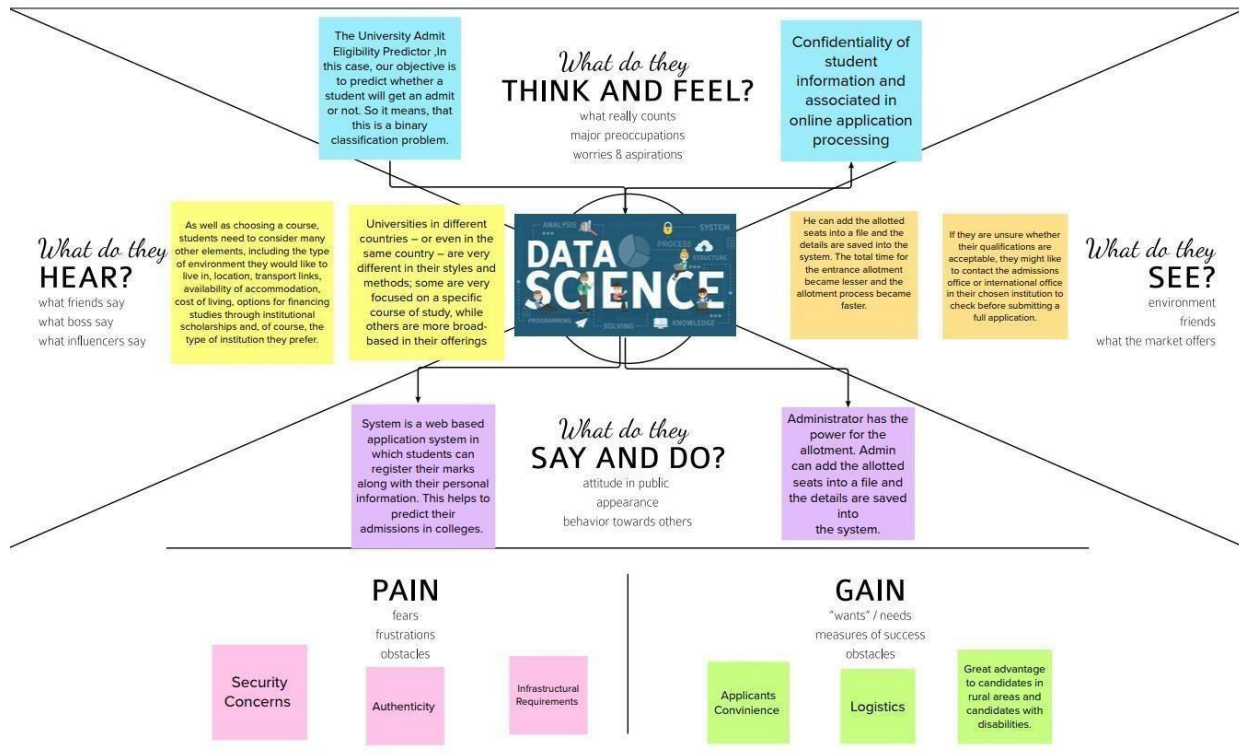 The University Admit
Eligibility Predictor ,In
this case, our objective is
to predict whether a
student will get an admit
or not. So it means, that
this is a binary
classification problem.
What do they
THINK AND FEEL?
what really counts
major preoccupations
worries & aspirations
Confidentiality of
student
information and
associated in
online application
processing
What do they
HEAR?
what friends say
what boss say
what influencers say
As well as choosing a course,
students need to consider many
other elements, including the type
of environment they would like to
live in, location, transport links,
availability of accommodation,
cost of living, options for financing
studies through institutional
scholarships and, of course, the
type of institution they prefer.
Universities in different
countries – or even in the
same country – are very
different in their styles and
methods; some are very
focused on a specific
course of study, while
others are more broad-
based in their offerings
ANALYSIS
SYSTEM
PROCESS
STRUCTURE
DATA
SCIENCE
PROGRAMMING
SOLVING
KNOWLEDGE
He can add the allotted
seats into a file and the
details are saved into the
system. The total time for
the entrance allotment
became lesser and the
allotment process became
faster.
If they are unsure whether
their qualifications are
acceptable, they might like
to contact the admissions
office or international office
in their chosen institution to
check before submitting a
full application.
What do they
SEE?
environment
friends
what the market offers
System is a web based
application system in
which students can
register their marks
along with their personal
information. This helps to
predict their
admissions in colleges.
What do they
SAY AND DO?
attitude in public
appearance
behavior towards others
Administrator has the
power for the
allotment. Admin
can add the allotted
seats into a file and
the details are saved
into
the system.
PAIN
fears
frustrations
obstacles
Security
Concerns
Authenticity
Infrastructural
Requirements
GAIN
"wants" / needs
measures of success
obstacles
Applicants
Convinience
Logistics
Great advantage
to candidates in
rural areas and
candidates with
disabilities.